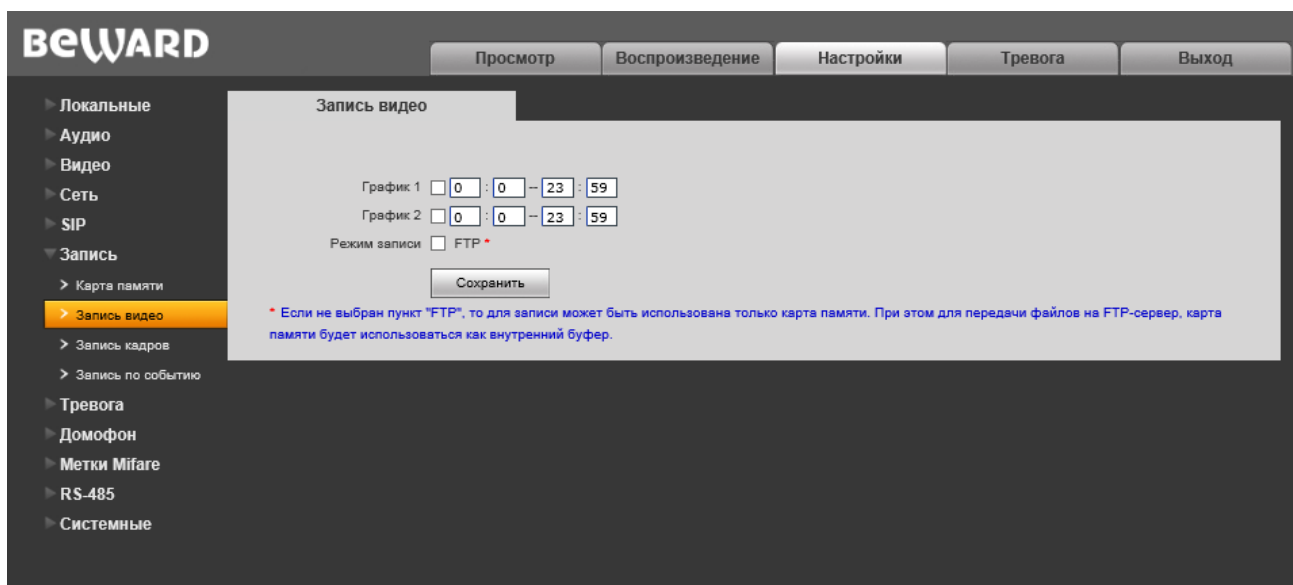 BEWARD
Просмотр Воспроизведение Настройки Тревога Выход
Локальные
Аудио
Видео
Сеть
SIP
Запись
Карта памяти
Запись видео
Запись кадров
Запись по событию
Тревога
Домофон
Метки Mifare
RS-485
Системные
Запись видео
График 1 0 : 0 – 23 : 59
График 2 0 : 0 – 23 : 59
Режим записи FTP *
Сохранить
* Если не выбран пункт "FTP", то для записи может быть использована только карта памяти. При этом для передачи файлов на FTP-сервер, карта
памяти будет использоваться как внутренний буфер.